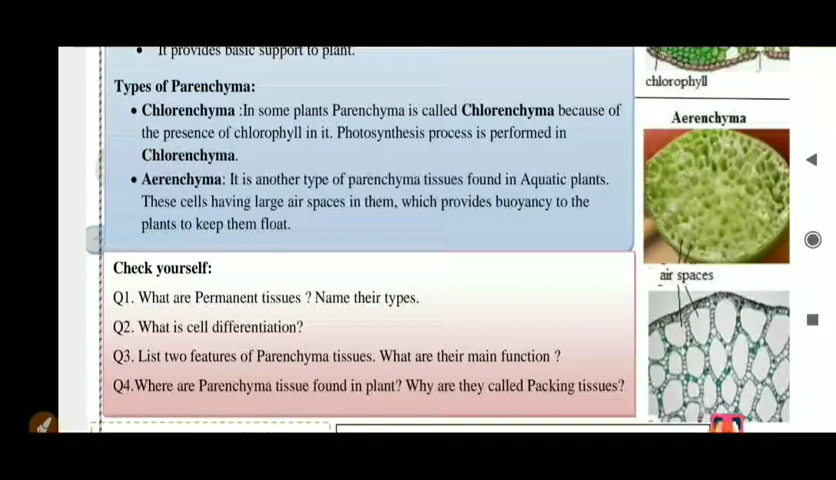 • It provides basic support to plant.
Types of Parenchyma:
• Chlorenchyma :In some plants Parenchyma is called Chlorenchyma because of
the presence of chlorophyll in it. Photosynthesis process is performed in
Chlorenchyma.
• Aerenchyma: It is another type of parenchyma tissues found in Aquatic plants.
These cells having large air spaces in them, which provides buoyancy to the
plants to keep them float.
Check yourself:
Q1. What are Permanent tissues ? Name their types.
Q2. What is cell differentiation?
Q3. List two features of Parenchyma tissues. What are their main function ?
Q4.Where are Parenchyma tissue found in plant? Why are they called Packing tissues?
chlorophyll
Aerenchyma
air spaces